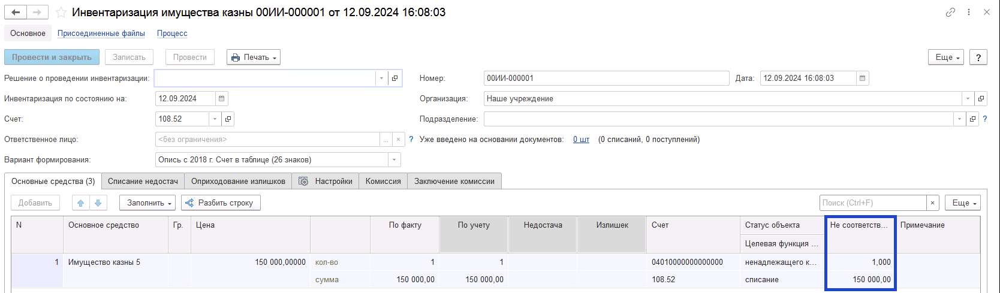 Инвентаризация имущества казны 00ИИ-000001 от 12.09.2024 16:08:03
Основное Присоединенные файлы Процесс
Провести и закрыть Записать Провести Печать Еще ?
Решение о проведении инвентаризации: Номер: 00ИИ-000001 Дата: 12.09.2024 16:08:03
Инвентаризация по состоянию на: 12.09.2024 Организация: Наше учреждение
Счет: 108.52 Подразделение: ?
Ответственное лицо: <без ограничения> ... × ? Уже введено на основании документов: 0 шт (0 списаний, 0 поступлений)
Вариант формирования: Опись с 2018 г. Счет в таблице (26 знаков)
Основные средства (3) Списание недостач Оприходование излишков Настройки Комиссия Заключение комиссии
Добавить Заполнить Разбить строку Поиск (Ctrl+F) × Еще
N Основное средство Гр. Цена По факту По учету Недостача Излишек Счет Статус объекта Не соответств... Примечание
Целевая функция ...
1 Имущество казны 5 150 000,00000 кол-во 1 1 04010000000000000 ненадлежащего к... 1,000
сумма 150 000,00 150 000,00 108.52 списание 150 000,00